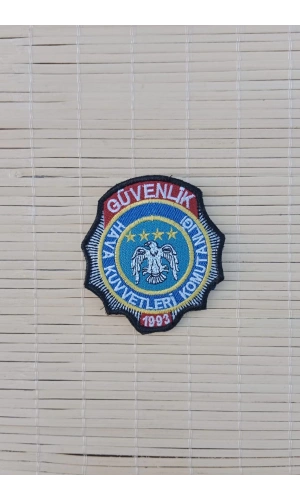 GÜVENLİK
HAVA KUVVETLERİ KOMUTANLIĞI
1993